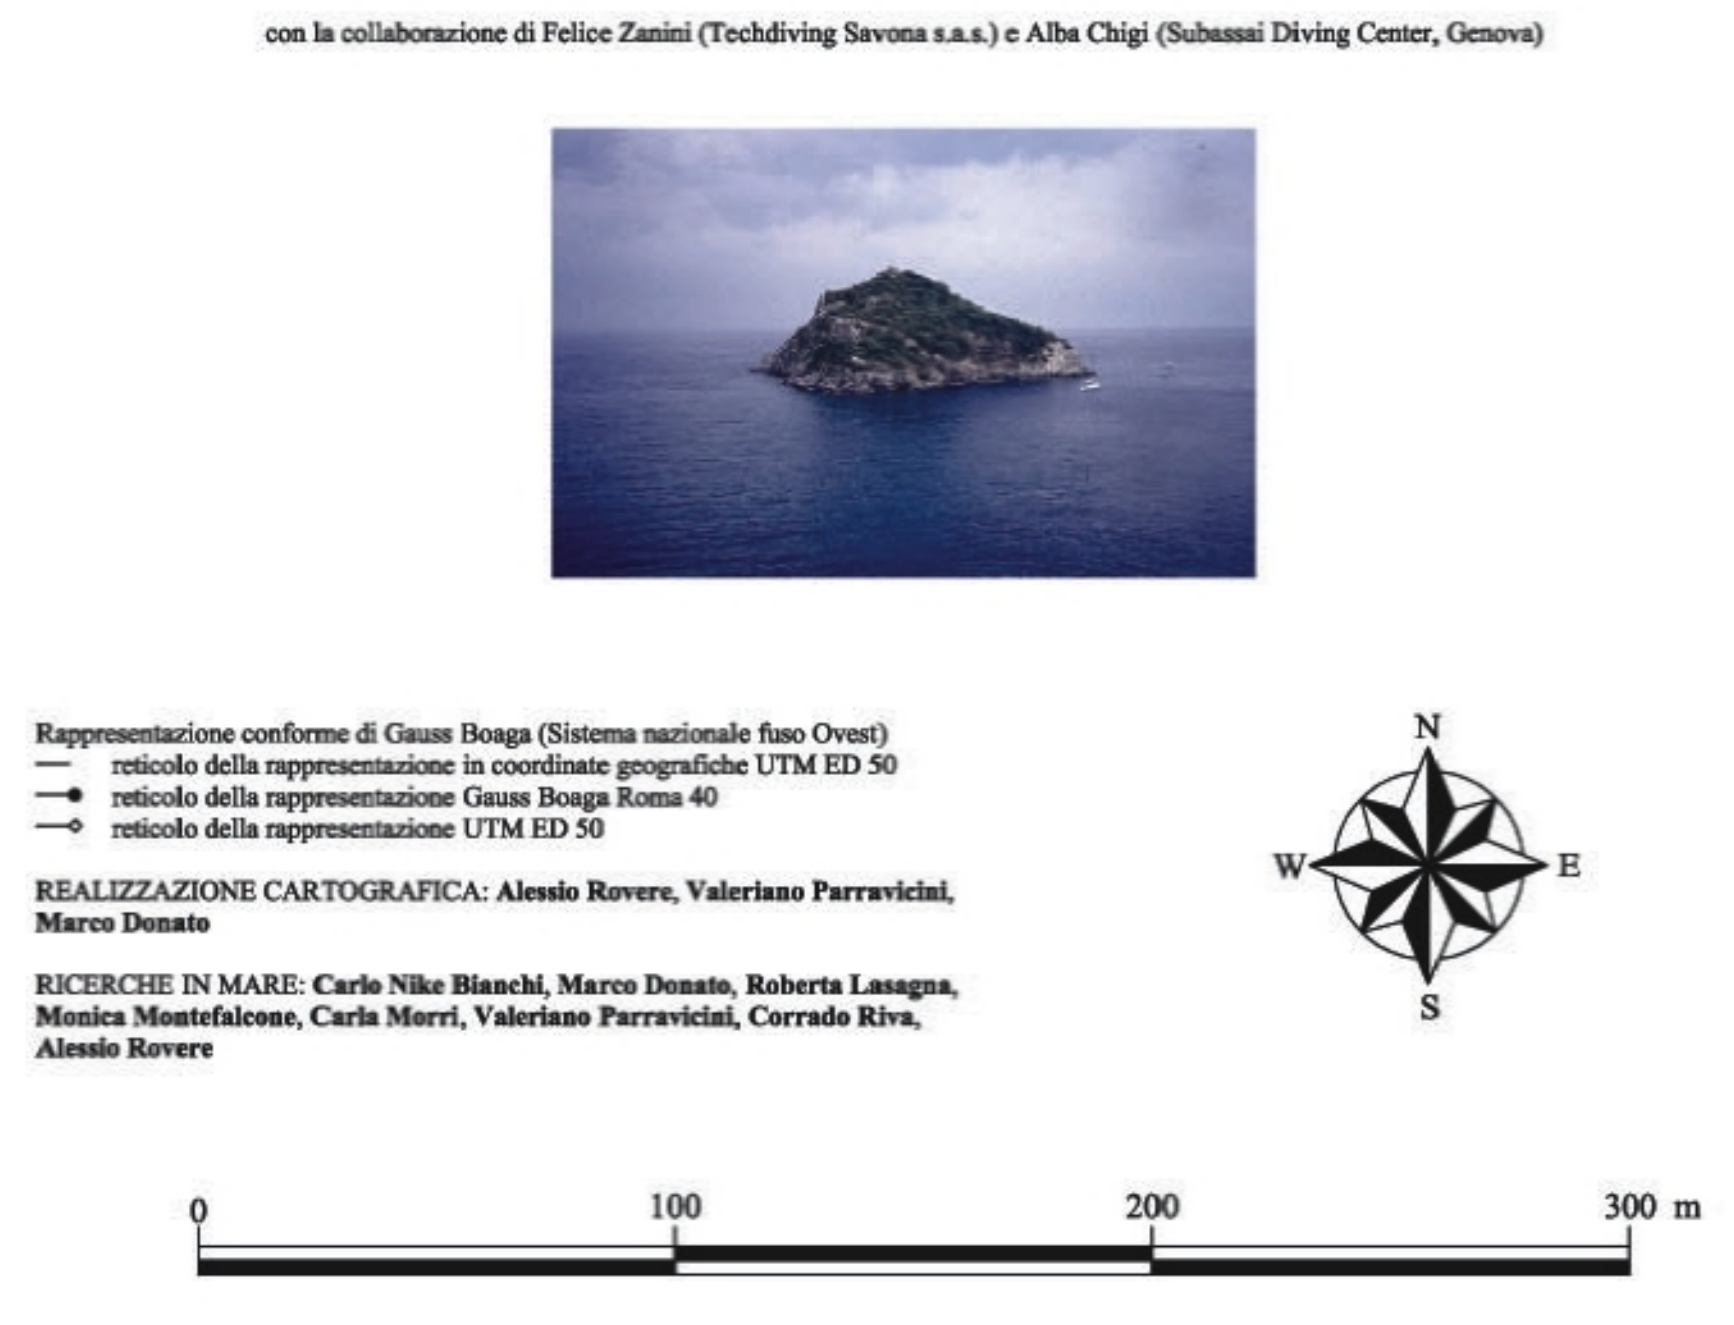 con la collaborazione di Felice Zanini (Techdiving Savona s.a.s.) e Alba Chigi (Subassai Diving Center, Genova)
Rappresentazione conforme di Gauss Boaga (Sistema nazionale fuso Ovest)
reticolo della rappresentazione in coordinate geografiche UTM ED 50
reticolo della rappresentazione Gauss Boaga Roma 40
reticolo della rappresentazione UTM ED 50
REALIZZAZIONE CARTOGRAFICA: Alessio Rovere, Valeriano Parravicini,
Marco Donato
RICERCHE IN MARE: Carlo Nike Bianchi, Marco Donato, Roberta Lasagna,
Monica Montefalcone, Carla Morri, Valeriano Parravicini, Corrado Riva,
Alessio Rovere
N
W E
S
0 100 200 300 m